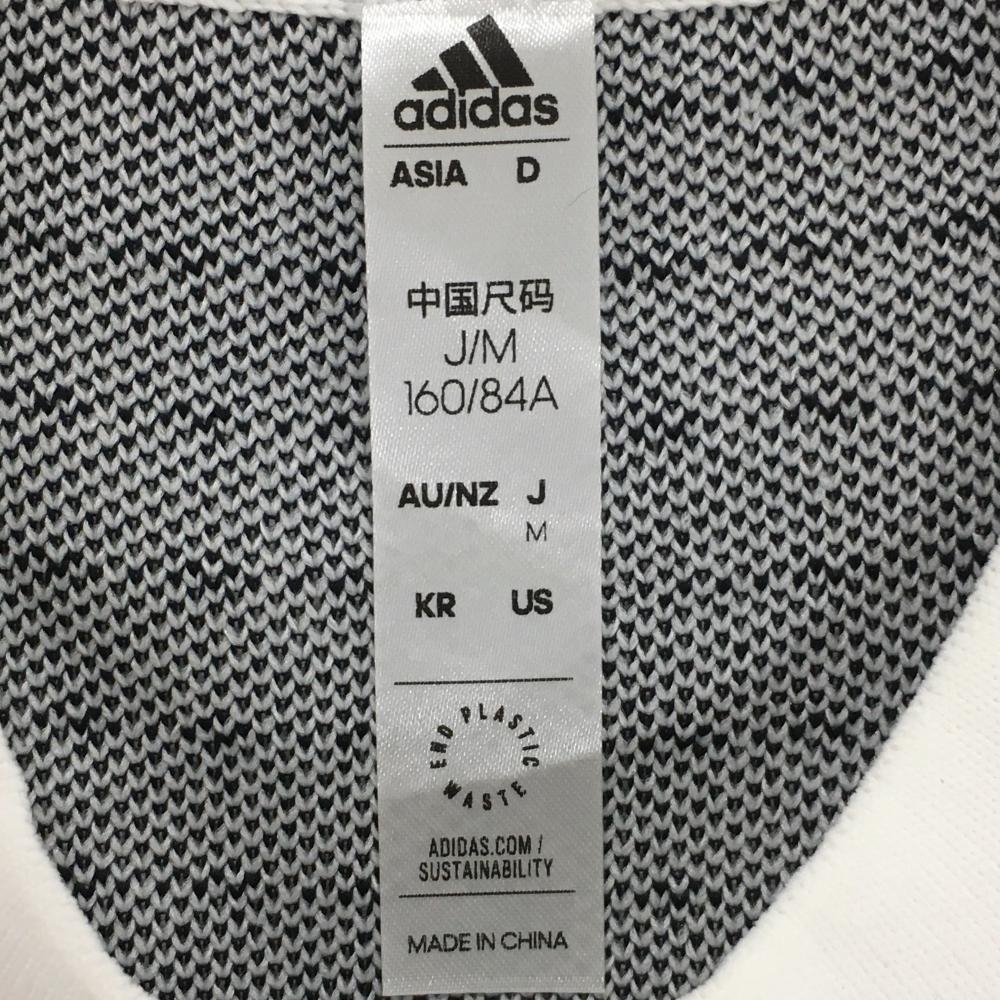 adidas
ASIA D
中国尺码
J/M
160/84A
AU/NZ J
M
KR US
END PLASTIC WASTE
ADIDAS.COM /
SUSTAINABILITY
MADE IN CHINA